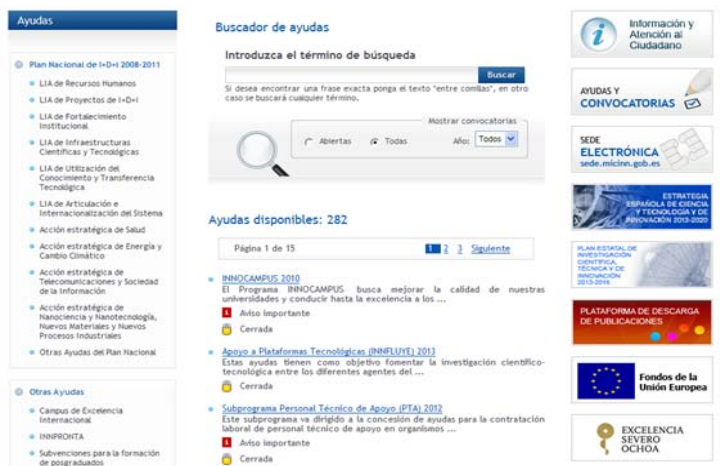 Ayudas
Plan Nacional de I+D+i 2008-2011
LIA de Recursos Humanos
LIA de Proyectos de I+D+i
LIA de Fortalecimiento
Institucional
LIA de Infraestructuras
Científicas y Tecnológicas
LIA de Utilización del
Conocimiento y Transferencia
Tecnológica
LIA de Articulación e
Internacionalización del Sistema
Acción estratégica de Salud
Acción estratégica de Energía y
Cambio Climático
Acción estratégica de
Telecomunicaciones y Sociedad
de la Información
Acción estratégica de
Nanociencia y Nanotecnología,
Nuevos Materiales y Nuevos
Procesos Industriales
Otras Ayudas del Plan Nacional
Otras Ayudas
Campus de Excelencia
Internacional
INNPRONTA
Subvenciones para la formación
de posgraduados
Buscador de ayudas
Introduzca el término de búsqueda
Buscar
Si desea encontrar una frase exacta ponga el texto "entre comillas", en otro
caso se buscará cualquier término.
Mostrar convocatorias
Abiertas Todas Año: Todos
Ayudas disponibles: 282
Página 1 de 15 1 2 3 Siguiente
INNOCAMPUS 2010
El Programa INNOCAMPUS busca mejorar la calidad de nuestras
universidades y conducir hasta la excelencia a los ...
Aviso importante
Cerrada
Apoyo a Plataformas Tecnológicas (INNFLUYE) 2013
Estas ayudas tienen como objetivo fomentar la investigación científico-
tecnológica entre los diferentes agentes del ...
Cerrada
Subprograma Personal Técnico de Apoyo (PTA) 2012
Este subprograma va dirigido a la concesión de ayudas para la contratación
laboral de personal técnico de apoyo en organismos ...
Aviso importante
Cerrada
Información y
Atención al
Ciudadano
AYUDAS Y
CONVOCATORIAS
SEDE
ELECTRÓNICA
sede.micinn.gob.es
ESTRATEGIA
ESPAÑOLA DE CIENCIA
Y TECNOLOGÍA Y DE
INNOVACIÓN 2013-2020
PLAN ESTATAL DE
INVESTIGACIÓN
CIENTÍFICA,
TÉCNICA Y DE
INNOVACIÓN
2013-2016
PLATAFORMA DE DESCARGA
DE PUBLICACIONES
Fondos de la
Unión Europea
EXCELENCIA
SEVERO
OCHOA